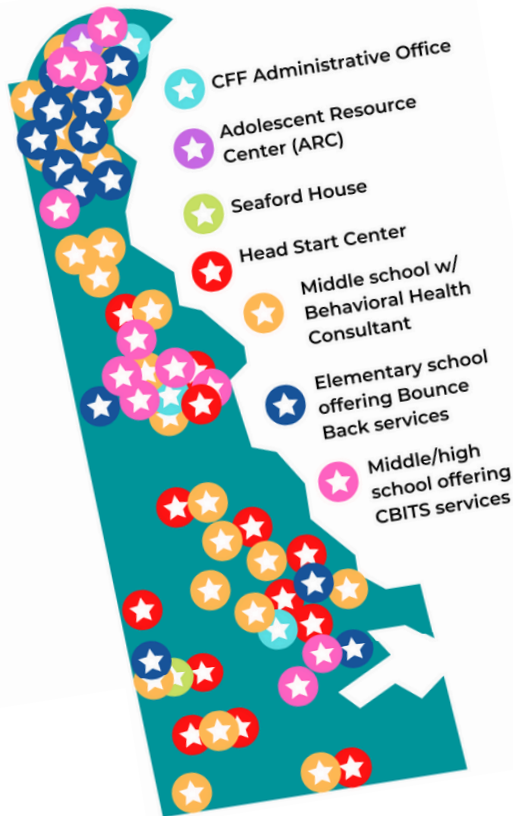 CFF Administrative Office
Adolescent Resource
Center (ARC)
Seaford House
Head Start Center
Middle school w/
Behavioral Health
Consultant
Elementary school
offering Bounce
Back services
Middle/high
school offering
CBITS services